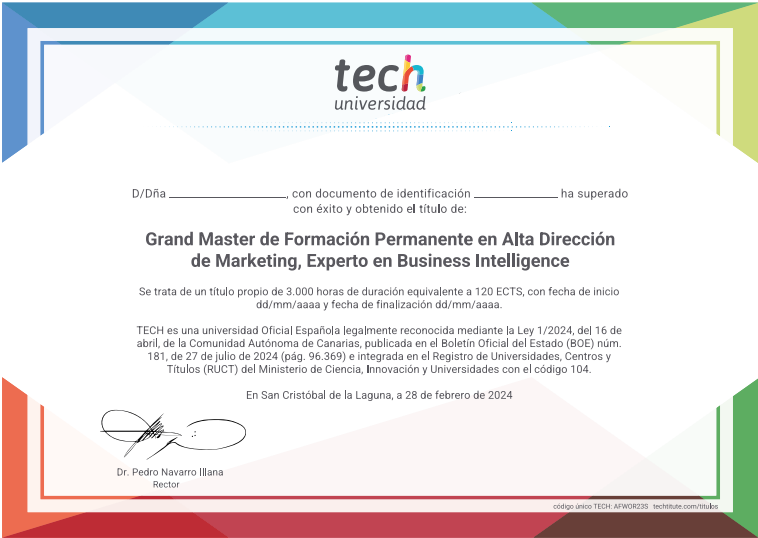 tech
universidad
D/Dña ____________________, con documento de identificación ______________ ha superado
con éxito y obtenido el título de:
Grand Master de Formación Permanente en Alta Dirección
de Marketing, Experto en Business Intelligence
Se trata de un título propio de 3.000 horas de duración equivalente a 120 ECTS, con fecha de inicio
dd/mm/aaaa y fecha de finalización dd/mm/aaaa.
TECH es una universidad Oficial Española legalmente reconocida mediante la Ley 1/2024, del 16 de
abril, de la Comunidad Autónoma de Canarias, publicada en el Boletín Oficial del Estado (BOE) núm.
181, de 27 de julio de 2024 (pág. 96.369) e integrada en el Registro de Universidades, Centros y
Títulos (RUCT) del Ministerio de Ciencia, Innovación y Universidades con el código 104.
En San Cristóbal de la Laguna, a 28 de febrero de 2024
Dr. Pedro Navarro Illana
Rector
código único TECH: AFWOR23S techtitute.com/titulos